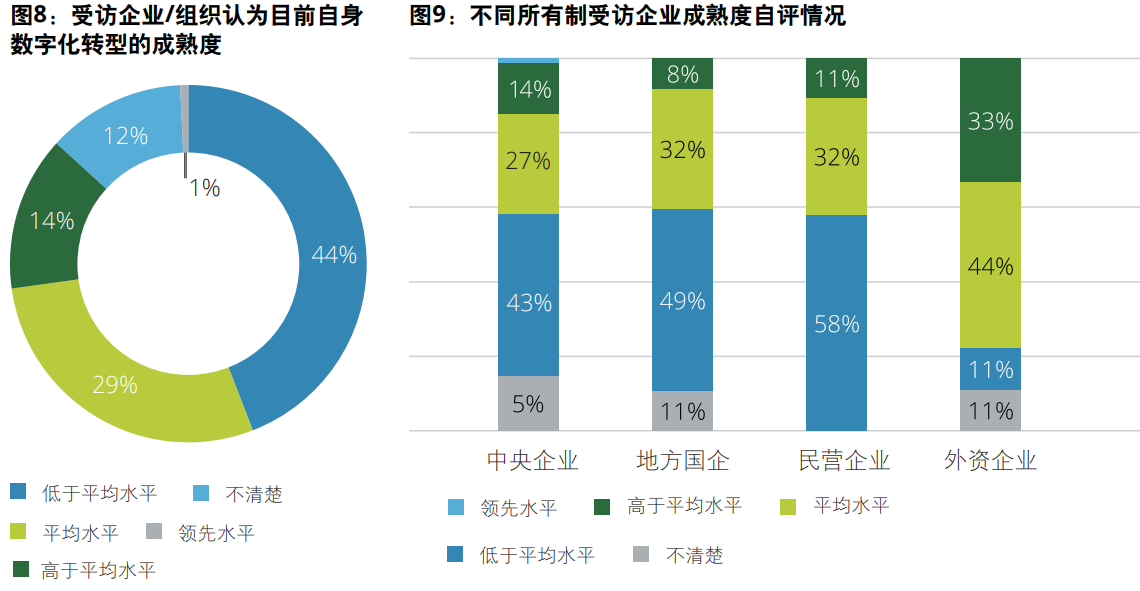 图8：受访企业/组织认为目前自身
数字化转型的成熟度
12%
1%
14%
44%
29%
低于平均水平
不清楚
平均水平
领先水平
高于平均水平
图9：不同所有制受访企业成熟度自评情况
14%
8%
11%
33%
27%
32%
32%
44%
43%
49%
58%
11%
5%
11%
11%
中央企业
地方国企
民营企业
外资企业
领先水平
高于平均水平
平均水平
低于平均水平
不清楚